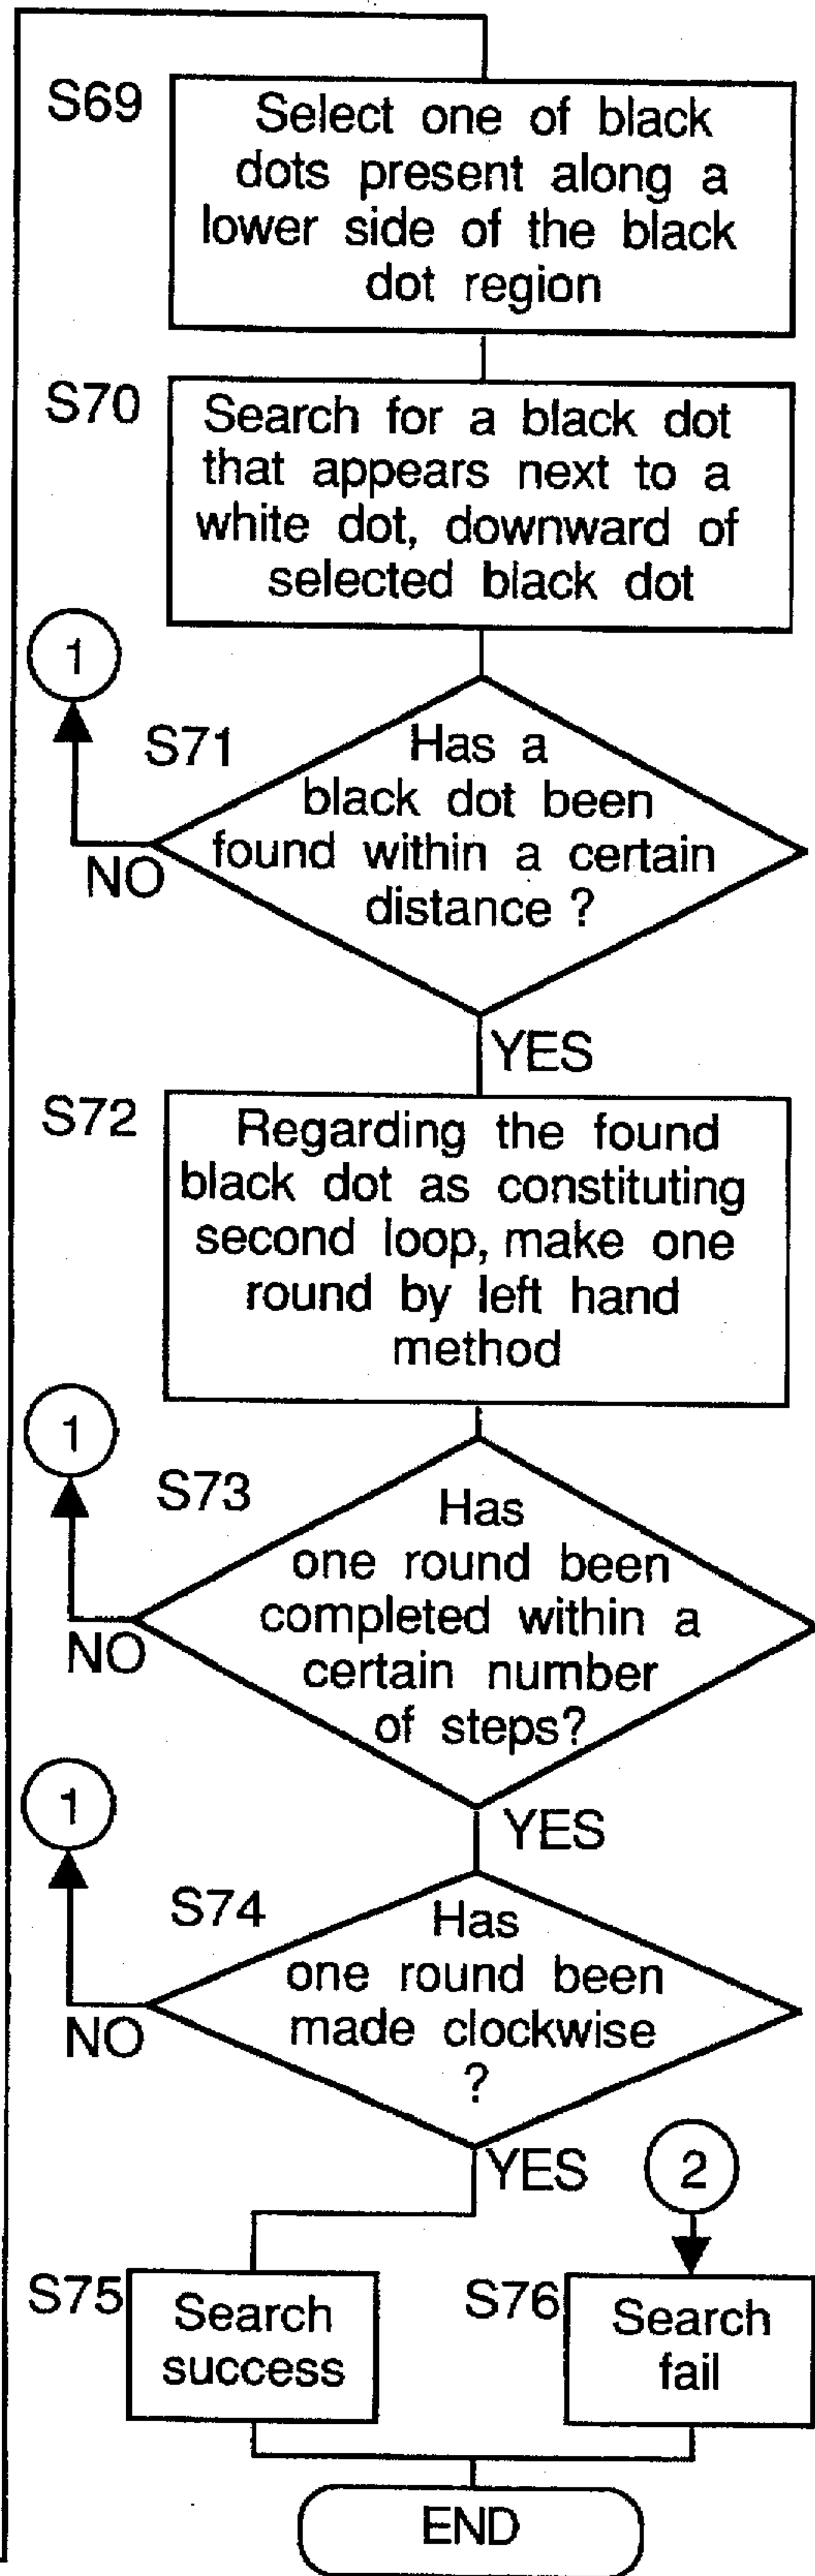 S69
Select one of black
dots present along a
lower side of the black
dot region
S70
Search for a black dot
that appears next to a
white dot, downward of
selected black dot
1
S71
Has a
black dot been
found within a certain
distance ?
NO
YES
S72
Regarding the found
black dot as constituting
second loop, make one
round by left hand
method
1
S73
Has
one round been
completed within a
certain number
of steps?
NO
YES
1
S74
Has
one round been
made clockwise
?
NO
YES
2
S75
Search
success
S76
Search
fail
END